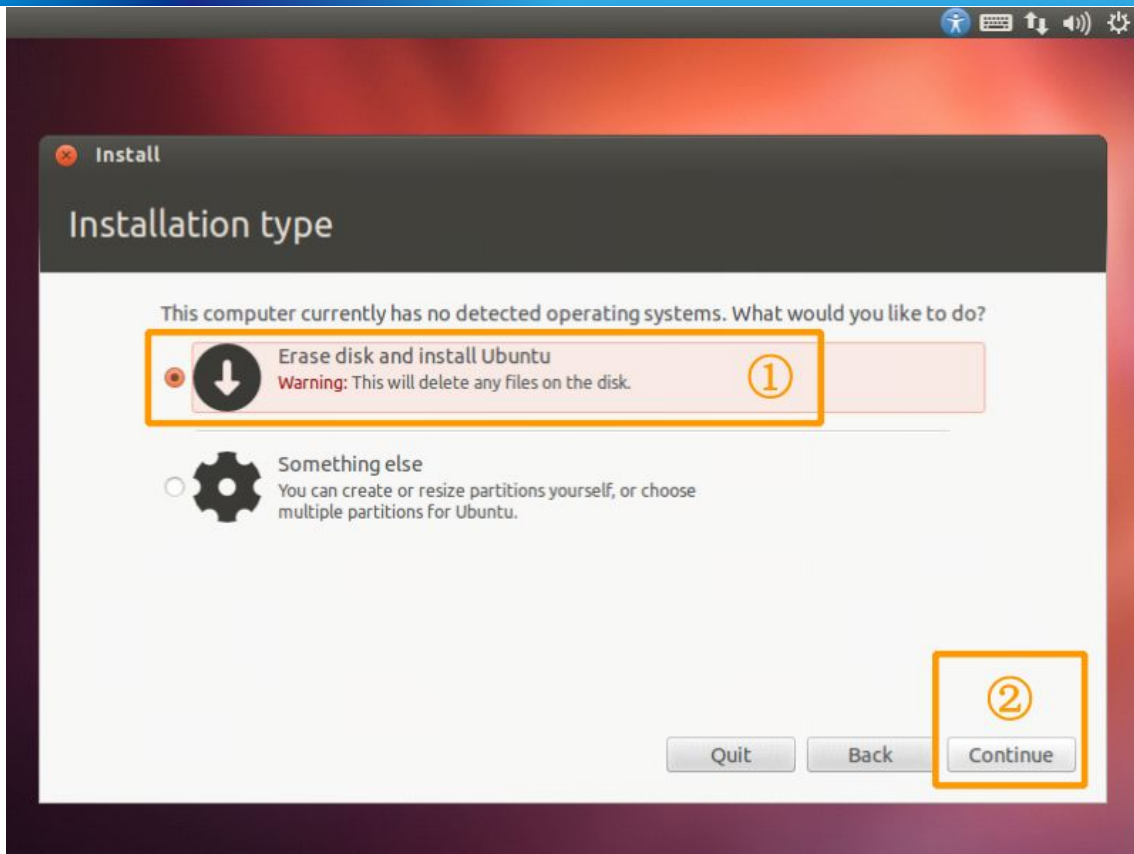 Install
Installation type
This computer currently has no detected operating systems. What would you like to do?
Erase disk and install Ubuntu
Warning: This will delete any files on the disk.
①
Something else
You can create or resize partitions yourself, or choose
multiple partitions for Ubuntu.
②
Quit Back Continue